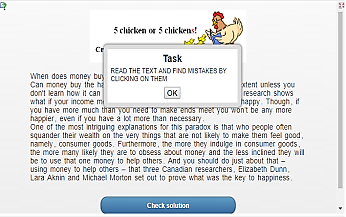 5 chicken or 5 chickens!
Task
READ THE TEXT AND FIND MISTAKES BY
CLICKING ON THEM
OK
When does money buy
Can money buy the ha extent unless you
don't learn how it can research shows
what if your income mi happy. Though, if
you have more much than you need to make ends meet you won't be any more
happier, even if you have a lot more than necessary.
One of the most intriguing explanations for this paradox is that why people often
squander their wealth on the very things that are not likely to make them feel good,
namely, consumer goods. Furthermore, the more they indulge in consumer goods,
the more many likely they are to obsess about money and the less inclined they will
be to use that one money to help others. And you should do just about that –
using money to help others – that three Canadian researchers, Elizabeth Dunn,
Lara Aknin and Michael Morton set out to prove what was the key to happiness.
Check solution